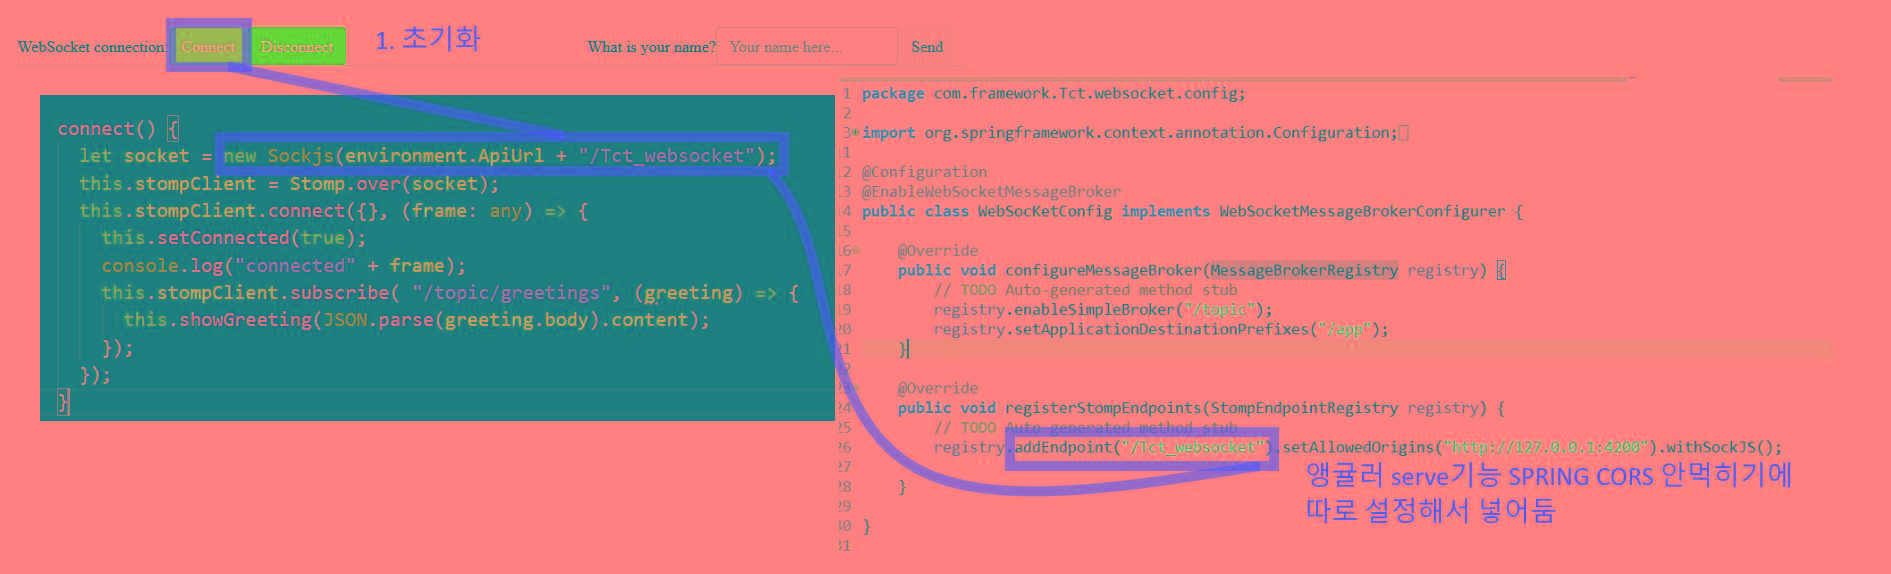 WebSocket connection: Connect Disconnect 1. 초기화 What is your name? Your name here... Send
connect() {
let socket = new Sockjs(environment.ApiUrl + "/Tct_websocket");
this.stompClient = Stomp.over(socket);
this.stompClient.connect({}, (frame: any) => {
this.setConnected(true);
console.log("connected" + frame);
this.stompClient.subscribe( "/topic/greetings", (greeting) => {
this.showGreeting(JSON.parse(greeting.body).content);
});
});
}
1 package com.framework.Tct.websocket.config;
2
3 import org.springframework.context.annotation.Configuration;
11
12 @Configuration
13 @EnableWebSocketMessageBroker
14 public class WebSocKetConfig implements WebSocketMessageBrokerConfigurer {
15
16 @Override
17 public void configureMessageBroker(MessageBrokerRegistry registry) {
18 // TODO Auto-generated method stub
19 registry.enableSimpleBroker("/topic");
20 registry.setApplicationDestinationPrefixes("/app");
21 }
22
23 @Override
24 public void registerStompEndpoints(StompEndpointRegistry registry) {
25 // TODO Auto-generated method stub
26 registry.addEndpoint("/Tct_websocket").setAllowedOrigins("http://127.0.0.1:4200").withSockJS();
27
28 }
29
30 }
31
앵귤러 serve기능 SPRING CORS 안먹히기에
따로 설정해서 넣어둠